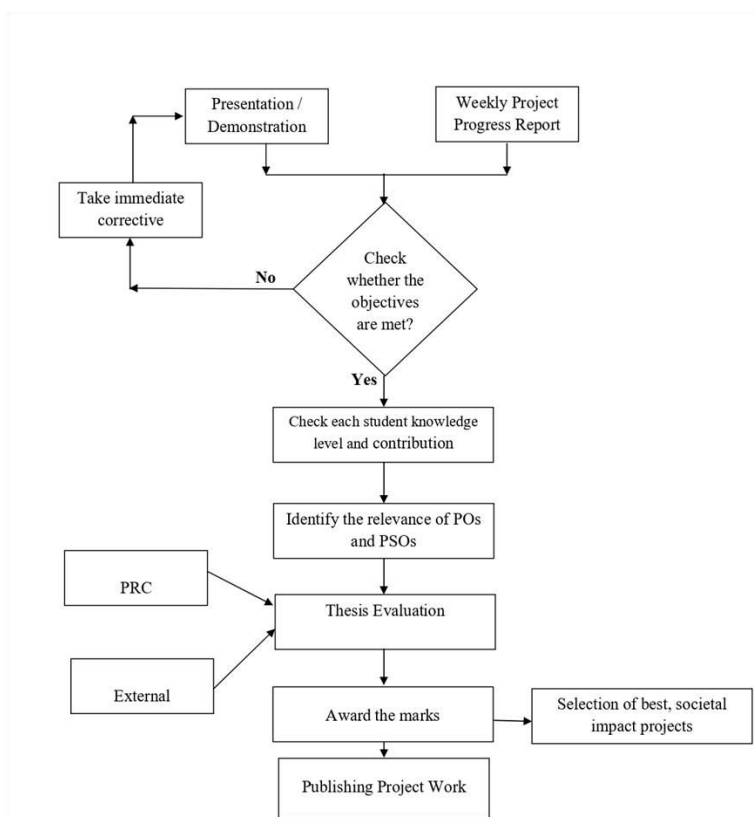 Presentation /
Demonstration
Weekly Project
Progress Report
Take immediate
corrective
Check
whether the
objectives
are met?
No
Yes
Check each student knowledge
level and contribution
Identify the relevance of POs
and PSOs
PRC
Thesis Evaluation
External
Award the marks
Selection of best, societal
impact projects
Publishing Project Work